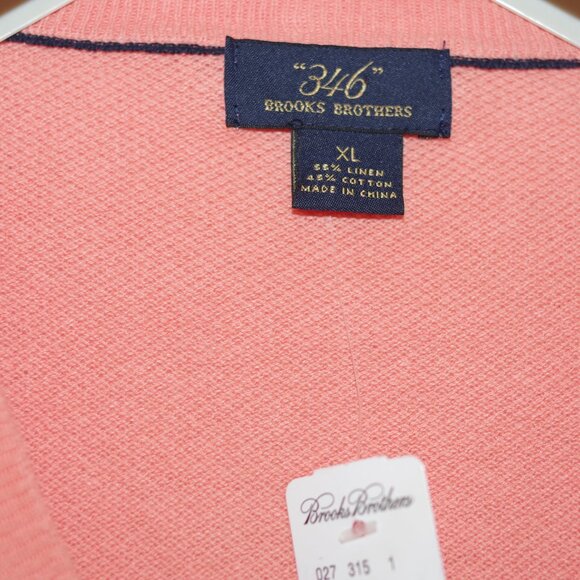 "346"
BROOKS BROTHERS
XL
55% LINEN
45% COTTON
MADE IN CHINA
Brooks Brothers
027 315 1